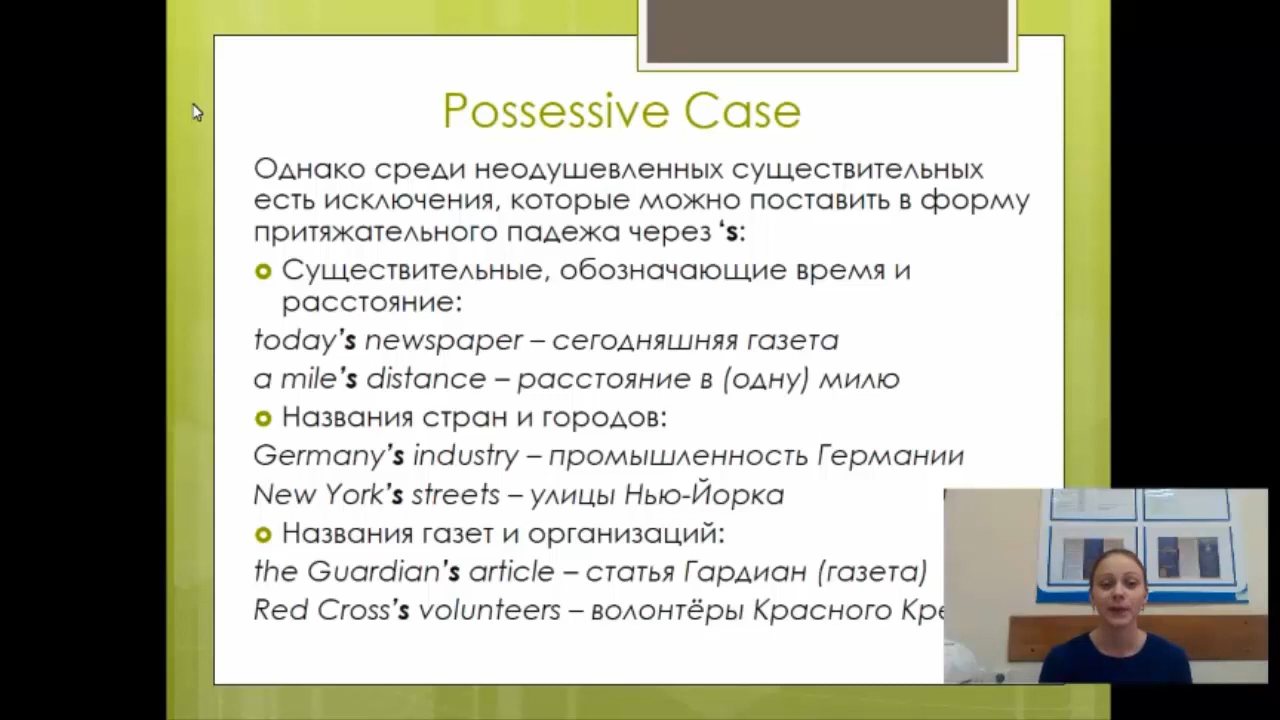 Possessive Case
Однако среди неодушевленных существительных
есть исключения, которые можно поставить в форму
притяжательного падежа через ‘s:
Существительные, обозначающие время и
расстояние:
today’s newspaper – сегодняшняя газета
a mile’s distance – расстояние в (одну) милю
Названия стран и городов:
Germany’s industry – промышленность Германии
New York’s streets – улицы Нью-Йорка
Названия газет и организаций:
the Guardian’s article – статья Гардиан (газета)
Red Cross’s volunteers – волонтёры Красного